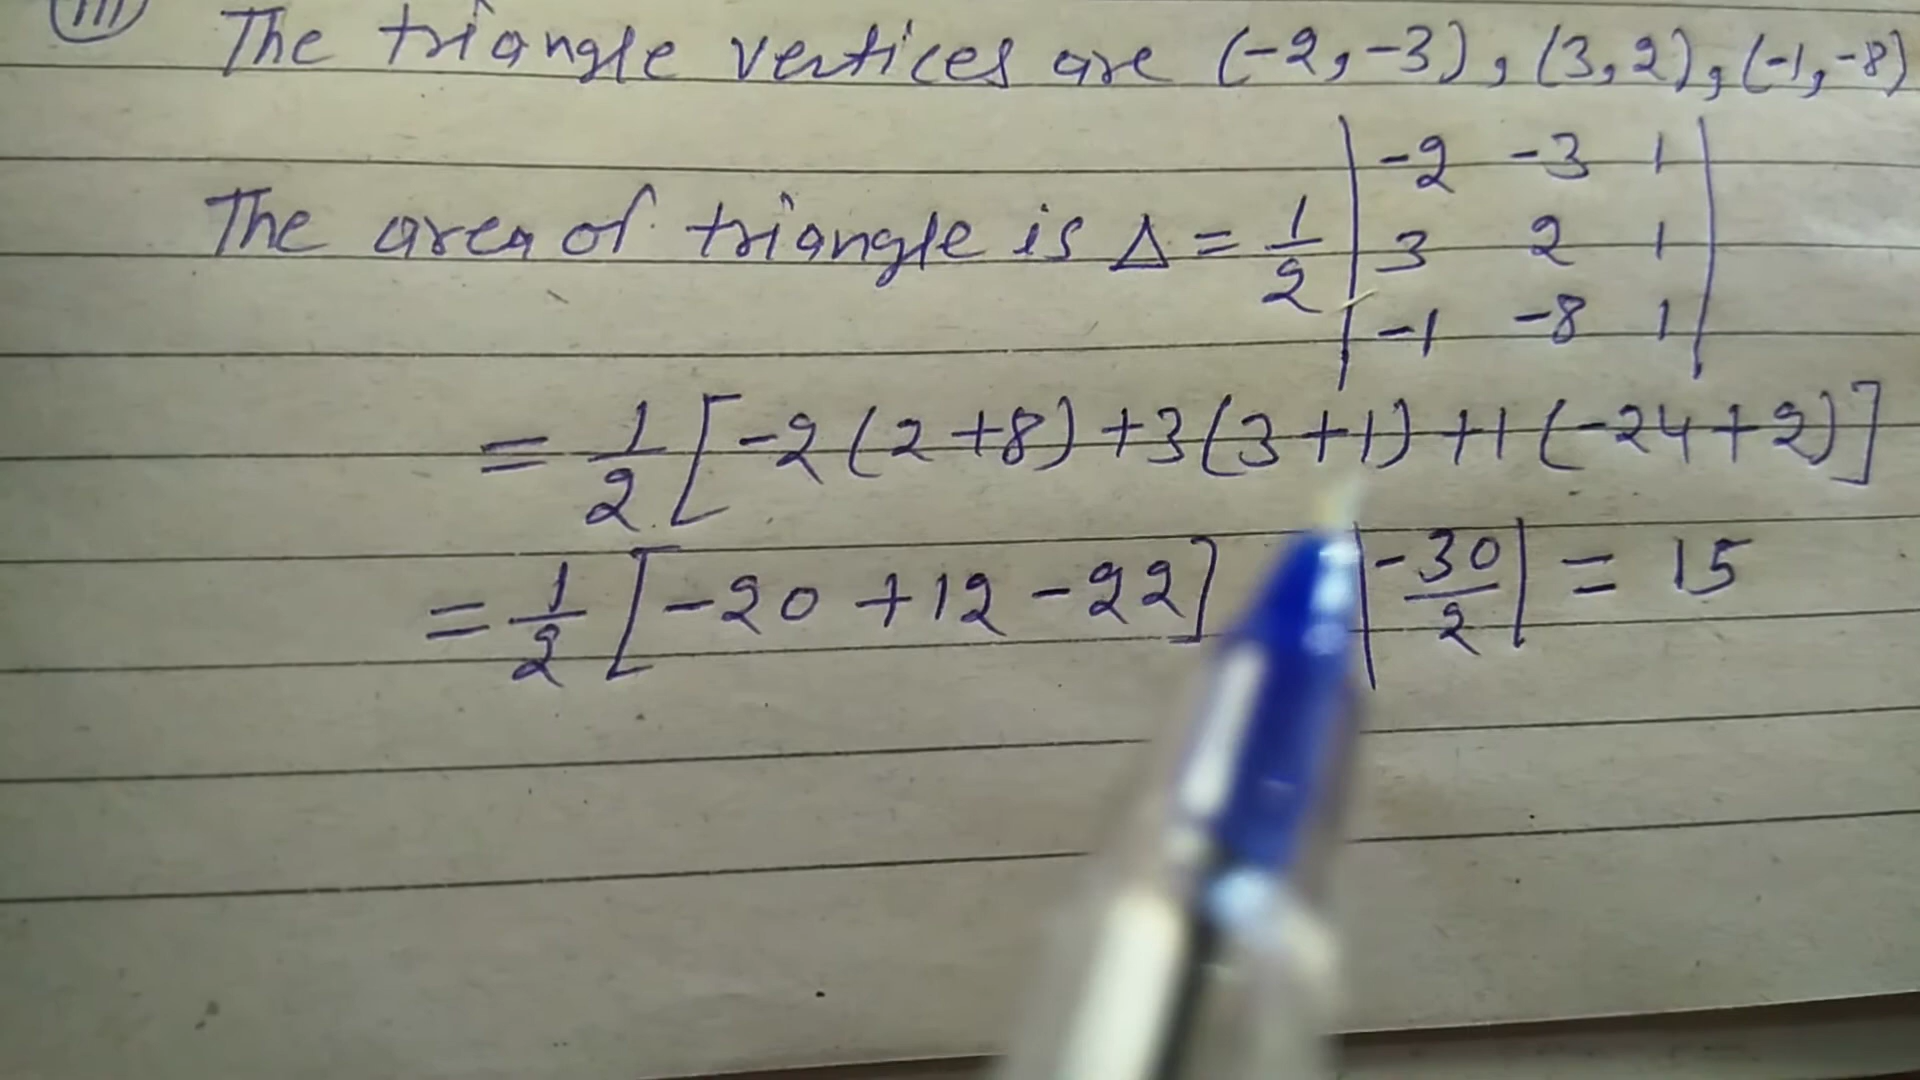 (iii) The triangle vertices are (-2, -3), (3, 2), (-1, -8)
The area of triangle is Δ = 1/2 | -2 -3 1 |
| 3 2 1 |
| -1 -8 1 |
= 1/2 [-2(2+8) +3(3+1) +1(-24+2)]
= 1/2 [-20 +12 -22] |-30/2| = 15